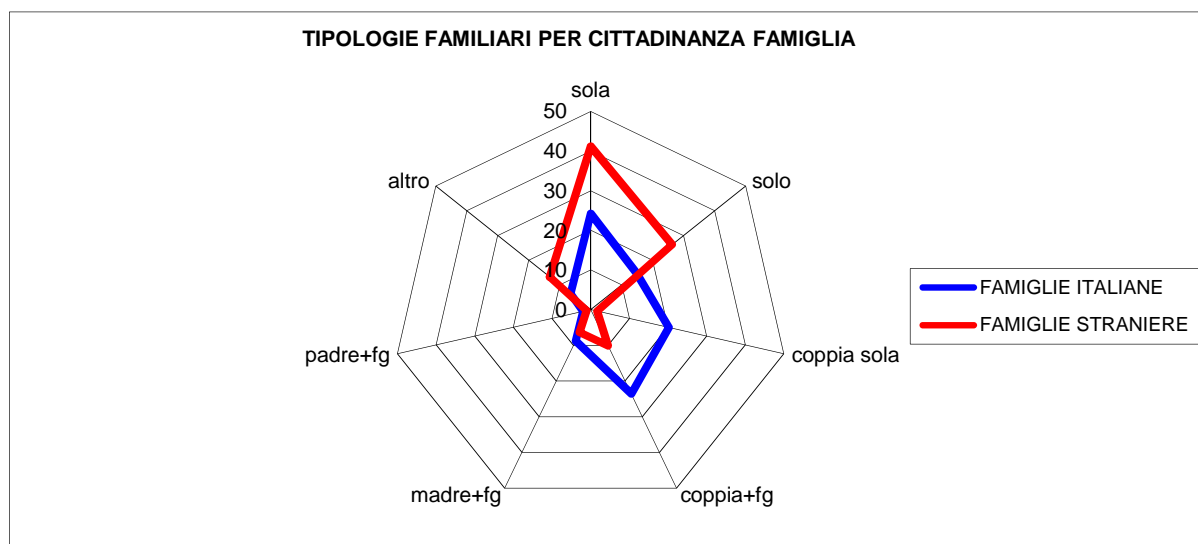 TIPOLOGIE FAMILIARI PER CITTADINANZA FAMIGLIA
sola
50
40
30
20
10
0
solo
coppia sola
coppia+fg
madre+fg
padre+fg
altro
FAMIGLIE ITALIANE
FAMIGLIE STRANIERE